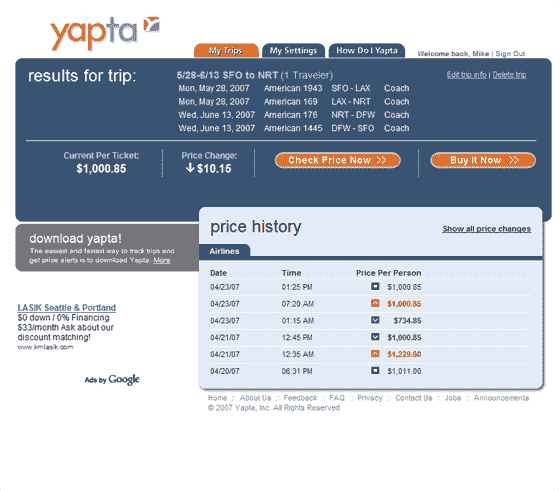 yapta
My Trips
My Settings
How Do I Yapta
Welcome back, Mike | Sign Out
results for trip:
5/28-6/13 SFO to NRT (1 Traveler)
Edit trip info | Delete trip
Mon, May 28, 2007 American 1943 SFO - LAX Coach
Mon, May 28, 2007 American 169 LAX - NRT Coach
Wed, June 13, 2007 American 176 NRT - DFW Coach
Wed, June 13, 2007 American 1445 DFW - SFO Coach
Current Per Ticket:
$1,000.85
Price Change:
$10.15
Check Price Now >>
Buy It Now >>
download yapta!
The easiest and fastest way to track trips and
get price alerts is to download Yapta. More
price history
Show all price changes
Airlines
Date Time Price Per Person
04/23/07 01:25 PM $1,000.85
04/23/07 07:20 AM $1,000.85
04/23/07 01:15 AM $734.85
04/21/07 12:45 PM $1,000.85
04/21/07 12:35 AM $1,229.60
04/20/07 06:31 PM $1,011.00
LASIK Seattle & Portland
$0 down / 0% Financing
$33/month Ask about our
discount matching!
www.kmlasik.com
Ads by Google
Home :: About Us :: Feedback :: FAQ :: Privacy :: Contact Us :: Jobs :: Announcements
© 2007 Yapta, Inc. All Rights Reserved